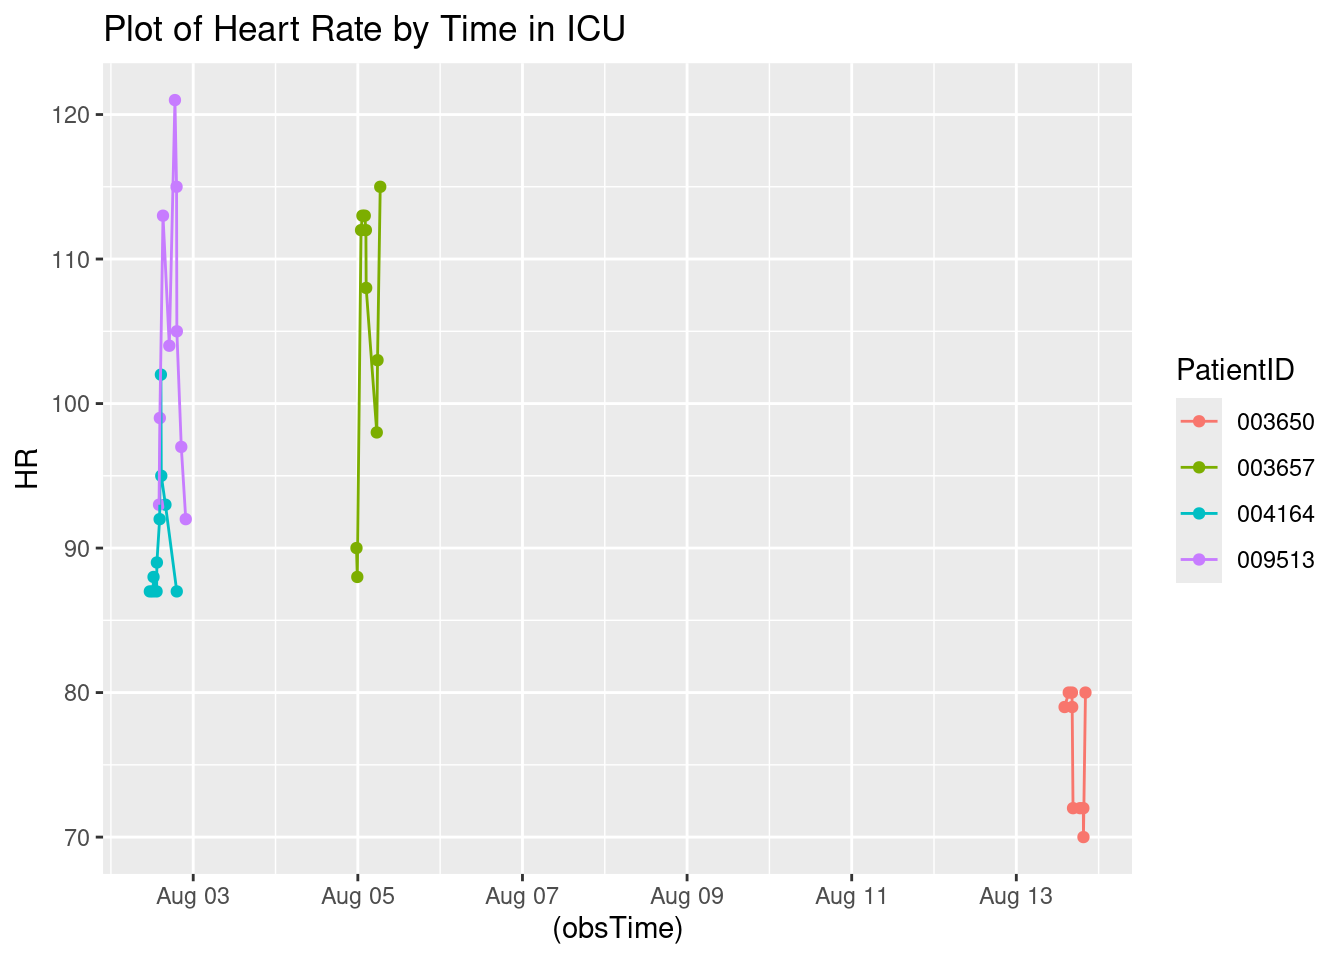 Plot of Heart Rate by Time in ICU
120
110
100
90
80
70
HR
Aug 03 Aug 05 Aug 07 Aug 09 Aug 11 Aug 13
(obsTime)
PatientID
003650
003657
004164
009513